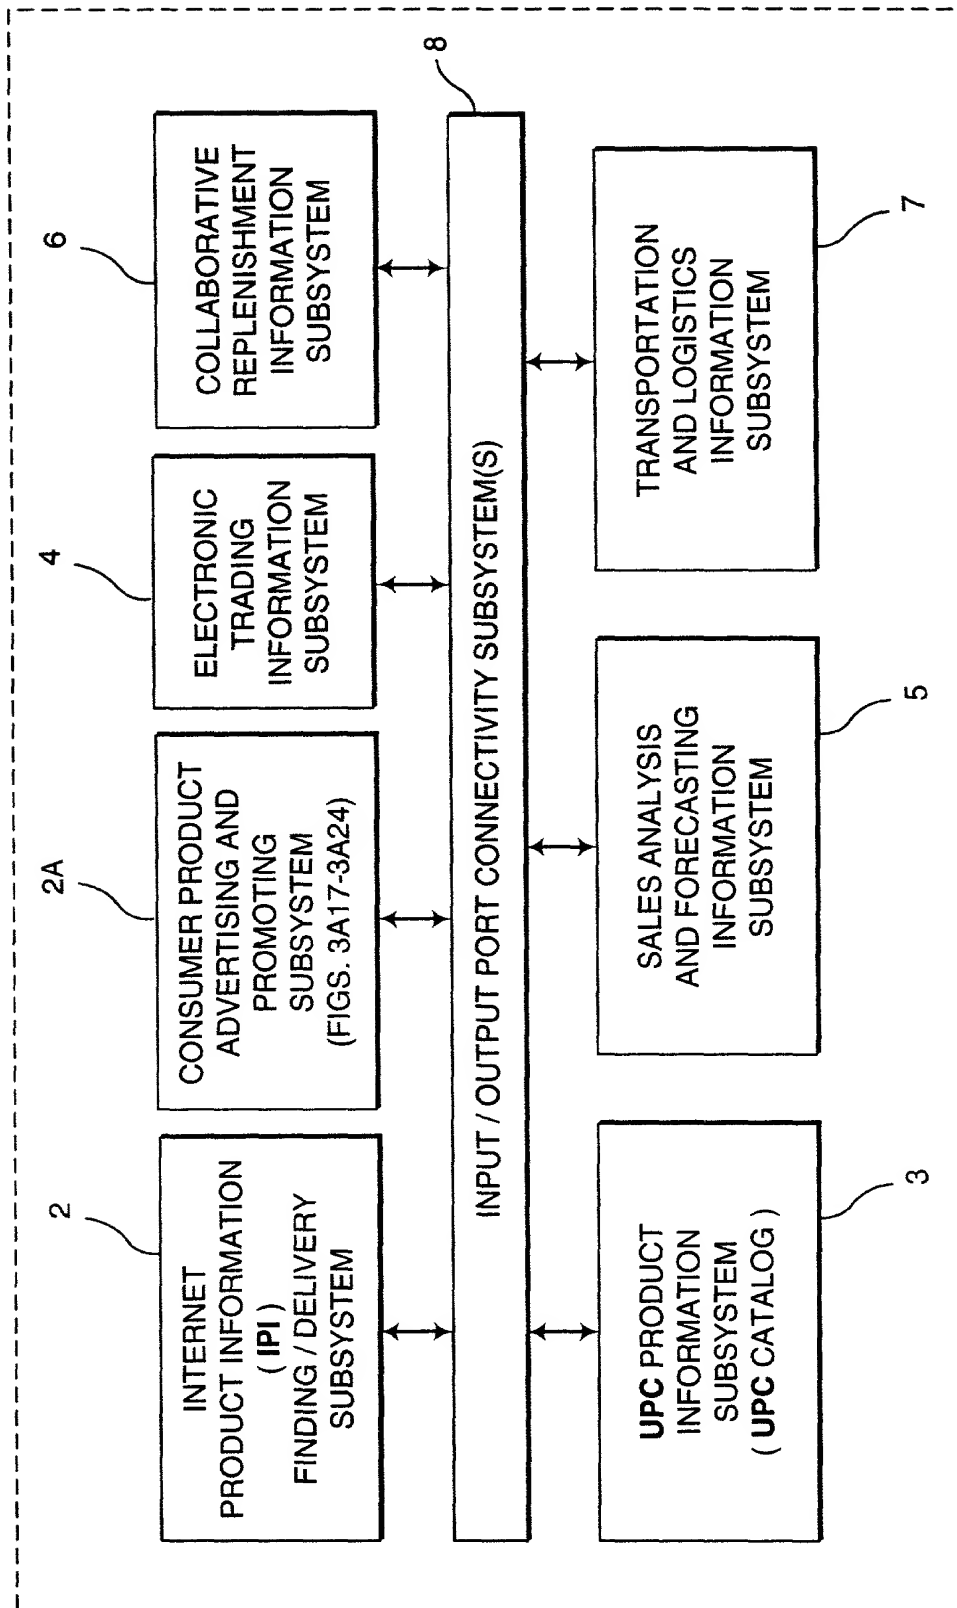 2
INTERNET
PRODUCT INFORMATION
( IPI )
FINDING / DELIVERY
SUBSYSTEM
2A
CONSUMER PRODUCT
ADVERTISING AND
PROMOTING
SUBSYSTEM
(FIGS. 3A17-3A24)
4
ELECTRONIC
TRADING
INFORMATION
SUBSYSTEM
6
COLLABORATIVE
REPLENISHMENT
INFORMATION
SUBSYSTEM
8
INPUT / OUTPUT PORT CONNECTIVITY SUBSYSTEM(S)
UPC PRODUCT
INFORMATION
SUBSYSTEM
( UPC CATALOG )
3
SALES ANALYSIS
AND FORECASTING
INFORMATION
SUBSYSTEM
5
TRANSPORTATION
AND LOGISTICS
INFORMATION
SUBSYSTEM
7